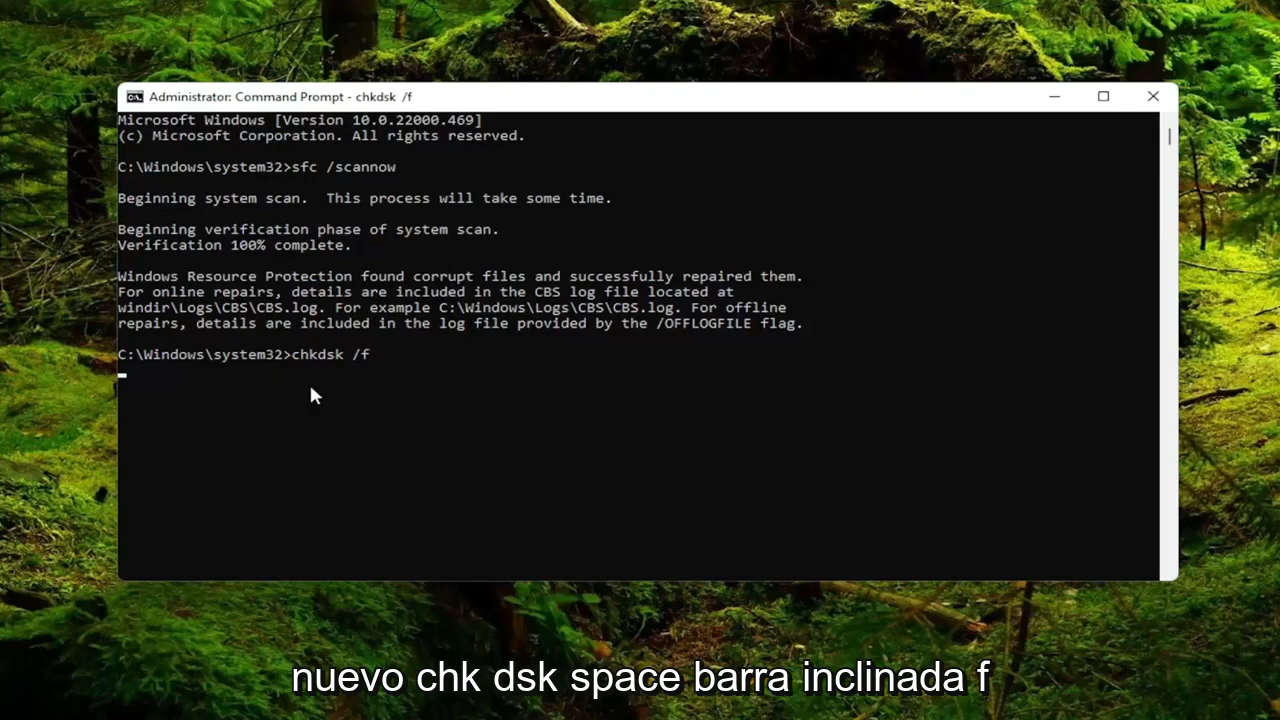 Administrator: Command Prompt - chkdsk /f
Microsoft Windows [Version 10.0.22000.469]
(c) Microsoft Corporation. All rights reserved.
C:\Windows\system32>sfc /scannow
Beginning system scan.  This process will take some time.
Beginning verification phase of system scan.
Verification 100% complete.
Windows Resource Protection found corrupt files and successfully repaired them.
For online repairs, details are included in the CBS log file located at
windir\Logs\CBS\CBS.log. For example C:\Windows\Logs\CBS\CBS.log. For offline
repairs, details are included in the log file provided by the /OFFLOGFILE flag.
C:\Windows\system32>chkdsk /f
nuevo chk dsk space barra inclinada f